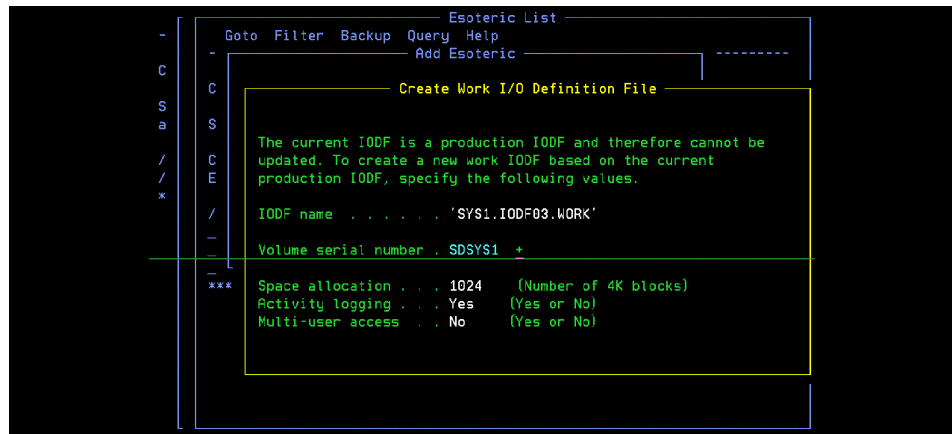 Esoteric List
- Goto Filter Backup Query Help
- Add Esoteric ---------
C
C Create Work I/O Definition File
S
a S
The current IODF is a production IODF and therefore cannot be
/ C updated. To create a new work IODF based on the current
/ E production IODF, specify the following values.
*
/ IODF name . . . . . . 'SYS1.IODF03.WORK'
_
_ Volume serial number . SDSYS1 +
_
*** Space allocation . . . 1024 (Number of 4K blocks)
Activity logging . . . Yes (Yes or No)
Multi-user access . . No (Yes or No)